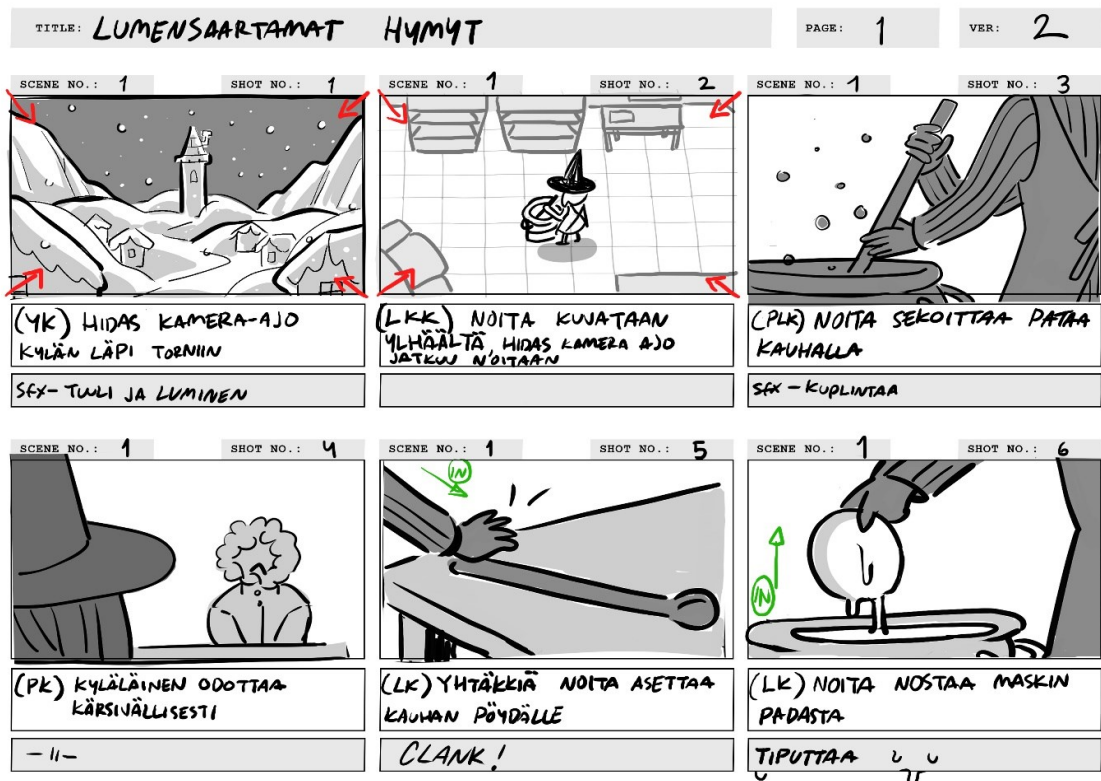 TITLE: LUMENSAARTAMAT HYMYT
PAGE: 1
VER: 2
SCENE NO.: 1 SHOT NO.: 1
(YK) HIDAS KAMERA-AJO
KYLÄN LÄPI TORNIIN
SFX- TUULI JA LUMINEN
SCENE NO.: 1 SHOT NO.: 2
(LKK) NOITA KUVATAAN
YLHÄÄLTÄ, HIDAS KAMERA AJO
JATKUU NOITAAN
SCENE NO.: 1 SHOT NO.: 3
(PLK) NOITA SEKOITTAA PATAA
KAUHALLA
SFX - KUPLINTAA
SCENE NO.: 1 SHOT NO.: 4
(PK) KYLÄLÄINEN ODOTTAA
KÄRSIVÄLLISESTI
-11-
SCENE NO.: 1 SHOT NO.: 5
IN
(LK) YHTÄKKIÄ NOITA ASETTAA
KAUHAN PÖYDÄLLE
CLANK!
SCENE NO.: 1 SHOT NO.: 6
IN
(LK) NOITA NOSTAA MASKIN
PADASTA
TIPUTTAA